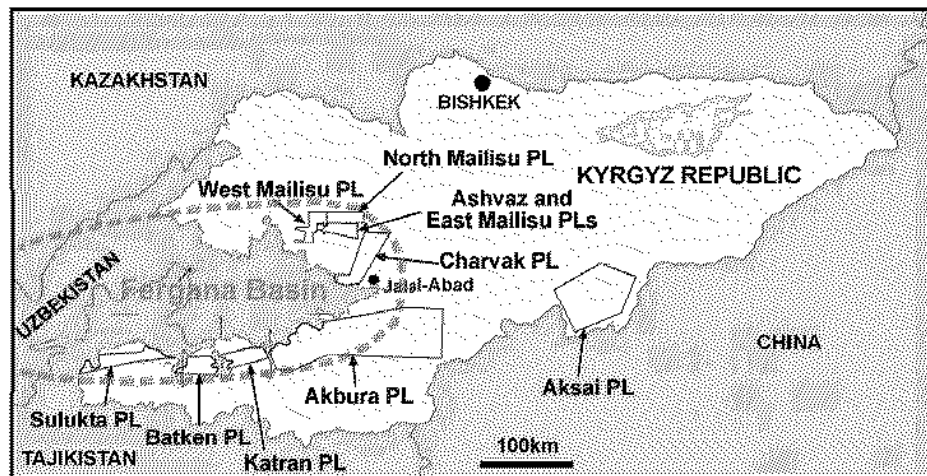 KAZAKHSTAN
BISHKEK
North Mailisu PL
KYRGYZ REPUBLIC
West Mailisu PL
Ashvaz and
East Mailisu PLs
Charvak PL
Jalal-Abad
UZBEKISTAN
Fergana Basin
CHINA
Aksai PL
Akbura PL
Sulukta PL
Batken PL
100km
Katran PL
TAJIKISTAN